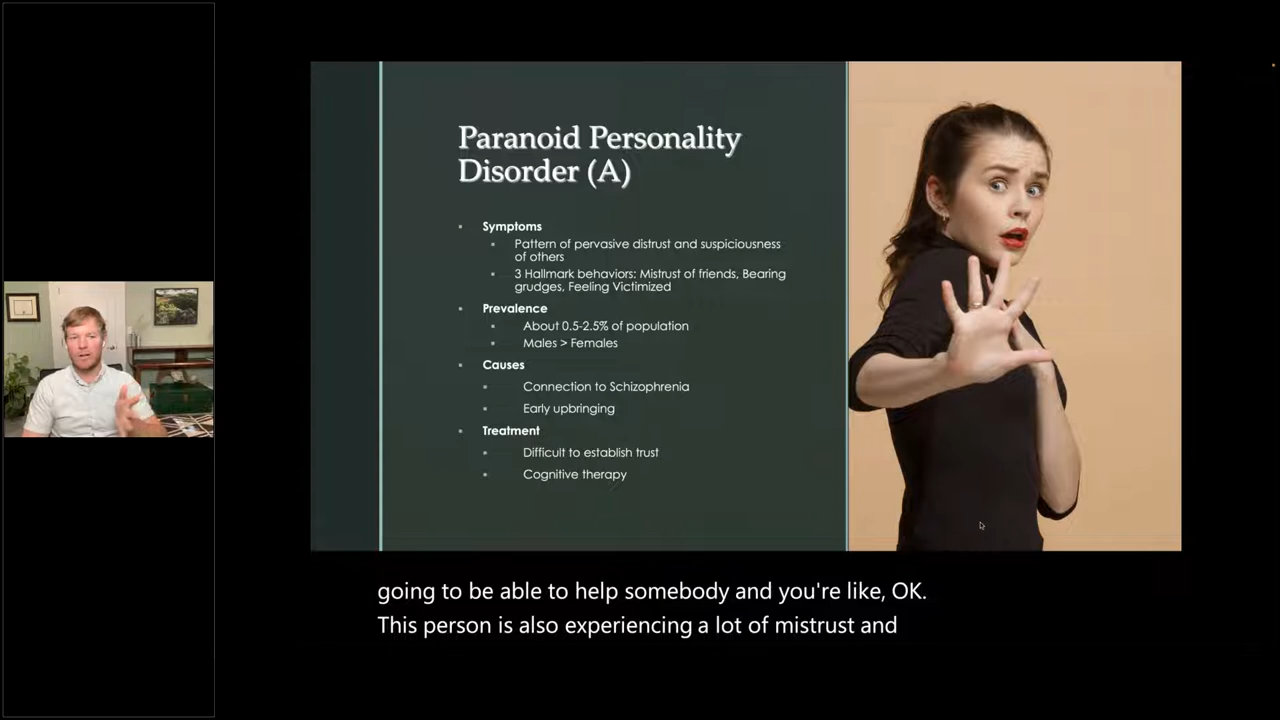 Paranoid Personality
Disorder (A)
Symptoms
Pattern of pervasive distrust and suspiciousness
of others
3 Hallmark behaviors: Mistrust of friends, Bearing
grudges, Feeling Victimized
Prevalence
About 0.5-2.5% of population
Males > Females
Causes
Connection to Schizophrenia
Early upbringing
Treatment
Difficult to establish trust
Cognitive therapy
going to be able to help somebody and you're like, OK.
This person is also experiencing a lot of mistrust and